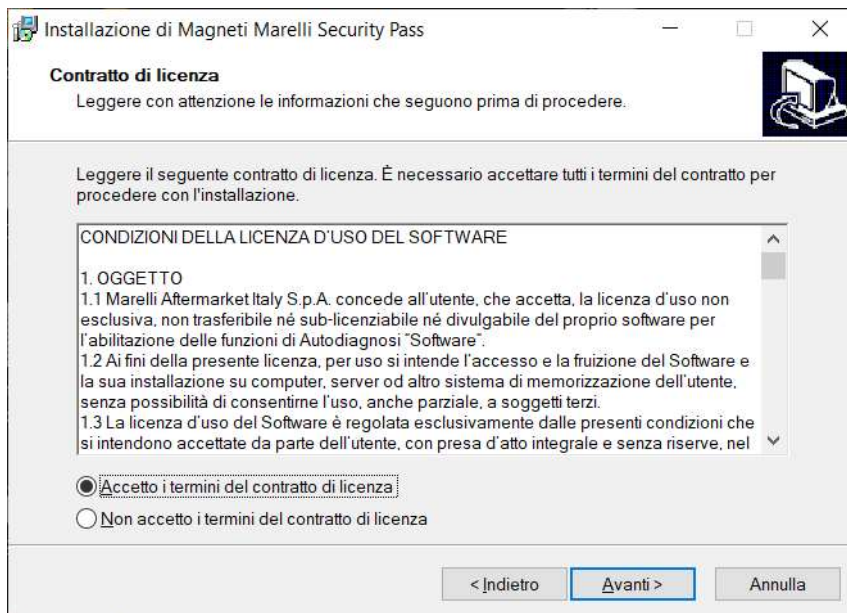 Installazione di Magneti Marelli Security Pass
Contratto di licenza
Leggere con attenzione le informazioni che seguono prima di procedere.
Leggere il seguente contratto di licenza. È necessario accettare tutti i termini del contratto per
procedere con l'installazione.
CONDIZIONI DELLA LICENZA D'USO DEL SOFTWARE
1. OGGETTO
1.1 Marelli Aftermarket Italy S.p.A. concede all'utente, che accetta, la licenza d'uso non
esclusiva, non trasferibile né sub-licenziabile né divulgabile del proprio software per
l'abilitazione delle funzioni di Autodiagnosi “Software”.
1.2 Ai fini della presente licenza, per uso si intende l'accesso e la fruizione del Software e
la sua installazione su computer, server od altro sistema di memorizzazione dell'utente,
senza possibilità di consentirne l'uso, anche parziale, a soggetti terzi.
1.3 La licenza d'uso del Software è regolata esclusivamente dalle presenti condizioni che
si intendono accettate da parte dell'utente, con presa d'atto integrale e senza riserve, nel
Accetto i termini del contratto di licenza
Non accetto i termini del contratto di licenza
< Indietro
Avanti >
Annulla